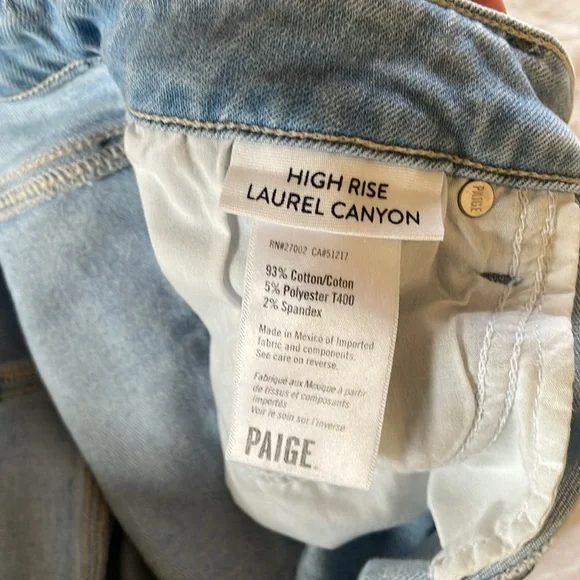 HIGH RISE
LAUREL CANYON
PAIGE
RN#27002 CA#51217
93% Cotton/Coton
5% Polyester T400
2% Spandex
Made in Mexico of Imported
fabric and components.
See care on reverse.
Fabriqué aux Mexique à partir
de tissus et composants
importés
Voir le soin sur l'inverse
PAIGE